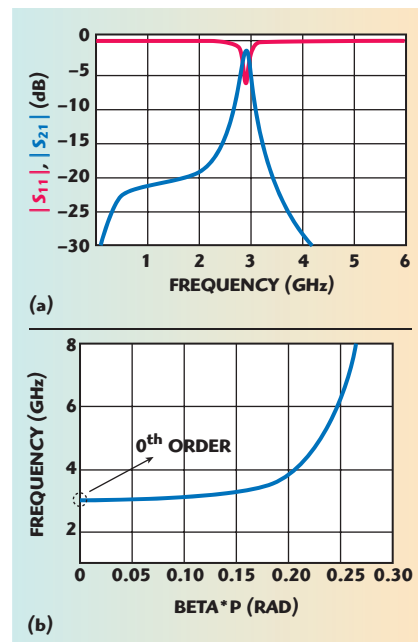 |S11|, |S21| (dB)
0
−5
−10
−15
−20
−25
−30
1 2 3 4 5 6
FREQUENCY (GHz)
(a)
FREQUENCY (GHz)
8
6
4
2
0th ORDER
0 0.05 0.10 0.15 0.20 0.25 0.30
BETA*P (RAD)
(b)